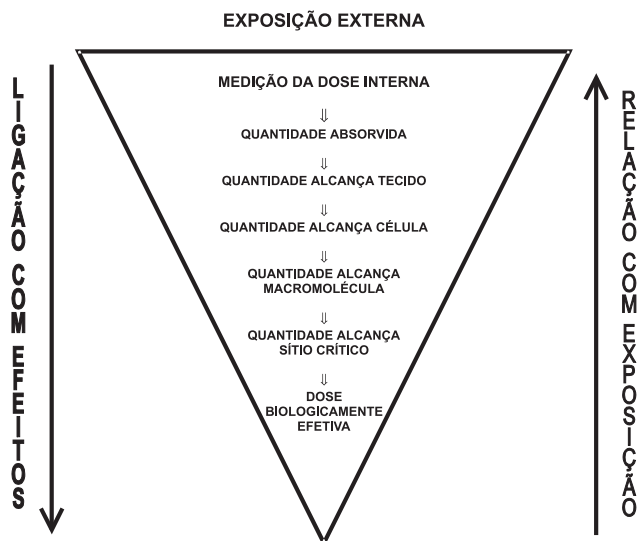 EXPOSIÇÃO EXTERNA
LIGAÇÃO COM EFEITOS
MEDIÇÃO DA DOSE INTERNA
⇓
QUANTIDADE ABSORVIDA
⇓
QUANTIDADE ALCANÇA TECIDO
⇓
QUANTIDADE ALCANÇA CÉLULA
⇓
QUANTIDADE ALCANÇA
MACROMOLÉCULA
⇓
QUANTIDADE ALCANÇA
SÍTIO CRÍTICO
⇓
DOSE
BIOLOGICAMENTE
EFETIVA
RELAÇÃO COM EXPOSIÇÃO